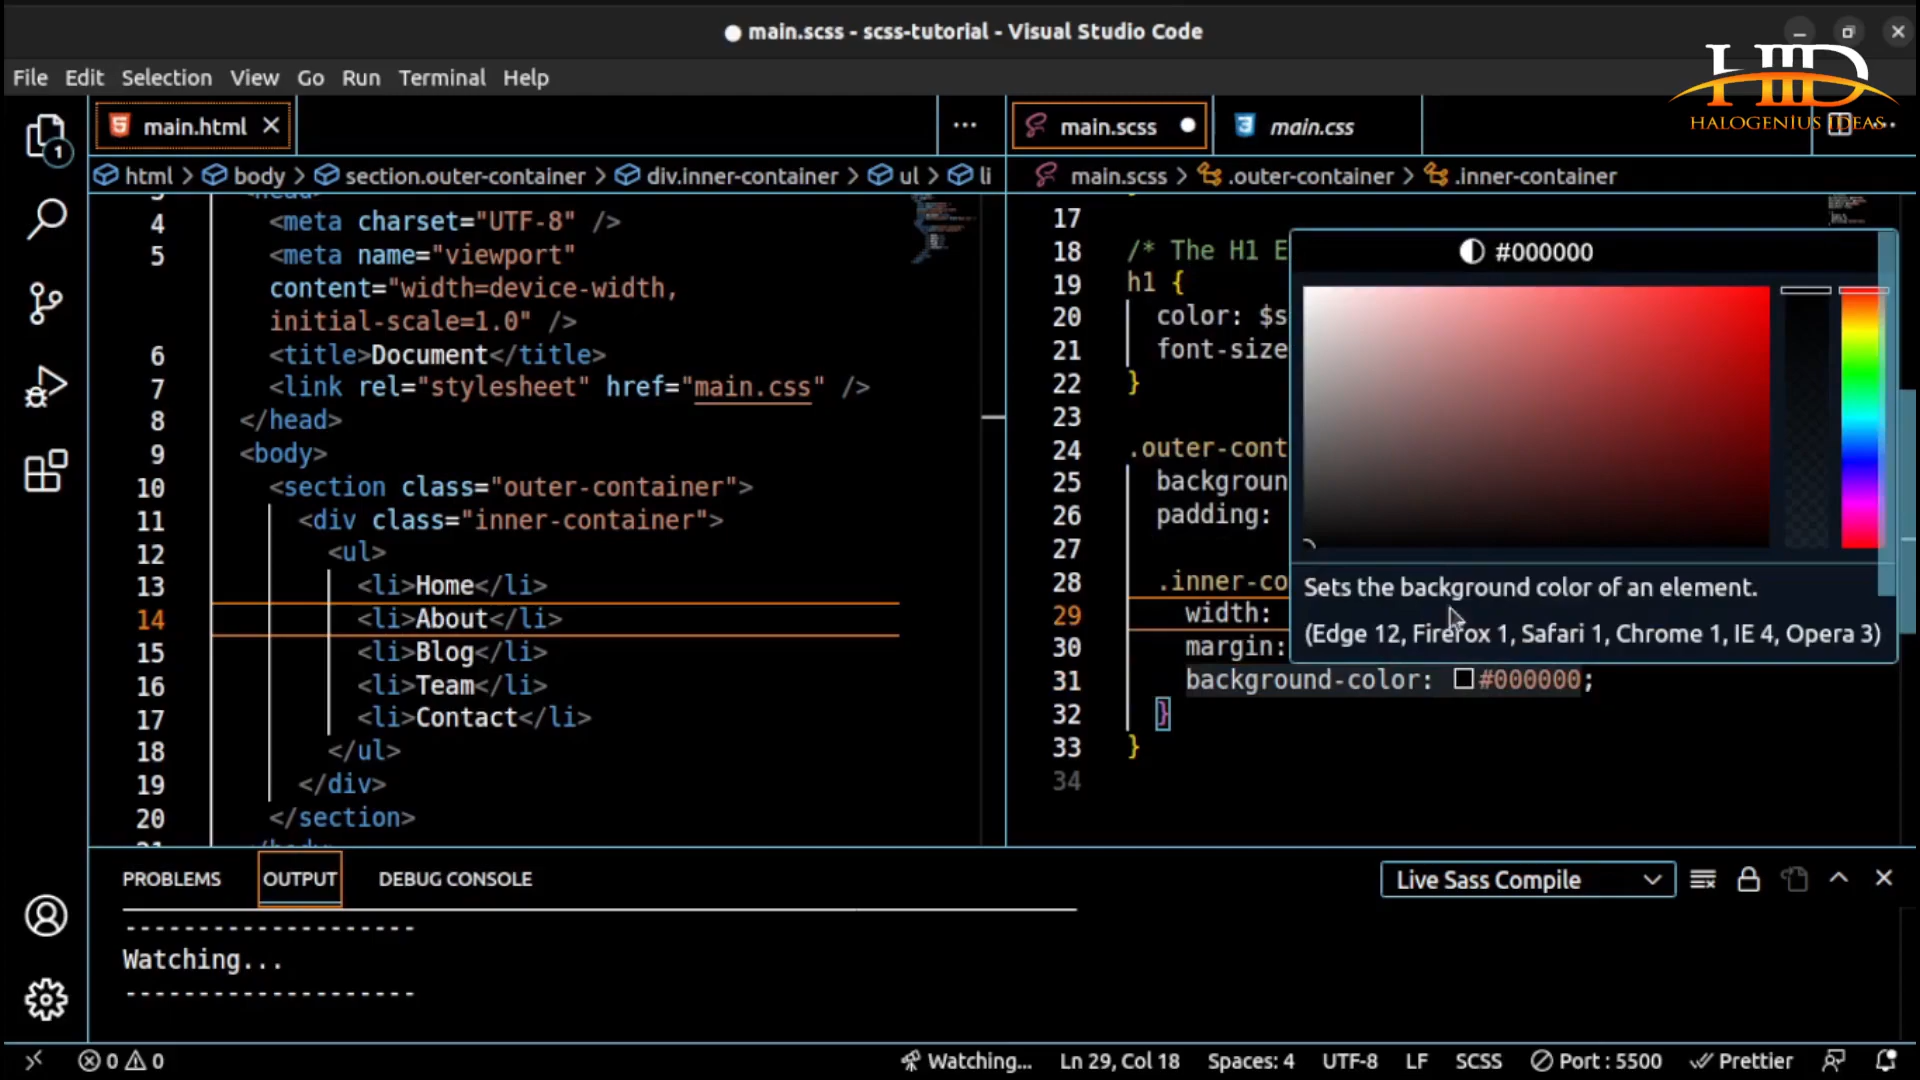 main.scss - scss-tutorial - Visual Studio Code
File Edit Selection View Go Run Terminal Help
HID
HALOGENIUS IDEAS
main.html
html > body > section.outer-container > div.inner-container > ul > li
4 <meta charset="UTF-8" />
5 <meta name="viewport"
content="width=device-width,
initial-scale=1.0" />
6 <title>Document</title>
7 <link rel="stylesheet" href="main.css" />
8 </head>
9 <body>
10 <section class="outer-container">
11 <div class="inner-container">
12 <ul>
13 <li>Home</li>
14 <li>About</li>
15 <li>Blog</li>
16 <li>Team</li>
17 <li>Contact</li>
18 </ul>
19 </div>
20 </section>
main.scss main.css
main.scss > .outer-container > .inner-container
17
18 /* The H1 E
19 h1 {
20 color: $s
21 font-size
22 }
23
24 .outer-cont
25 backgroun
26 padding:
27
28 .inner-co
29 width:
30 margin:
31 background-color: #000000;
32 }
33 }
34
#000000
Sets the background color of an element.
(Edge 12, Firefox 1, Safari 1, Chrome 1, IE 4, Opera 3)
1
PROBLEMS OUTPUT DEBUG CONSOLE
Live Sass Compile
--------------------
Watching...
--------------------
0 0
Watching... Ln 29, Col 18 Spaces: 4 UTF-8 LF SCSS Port : 5500 Prettier